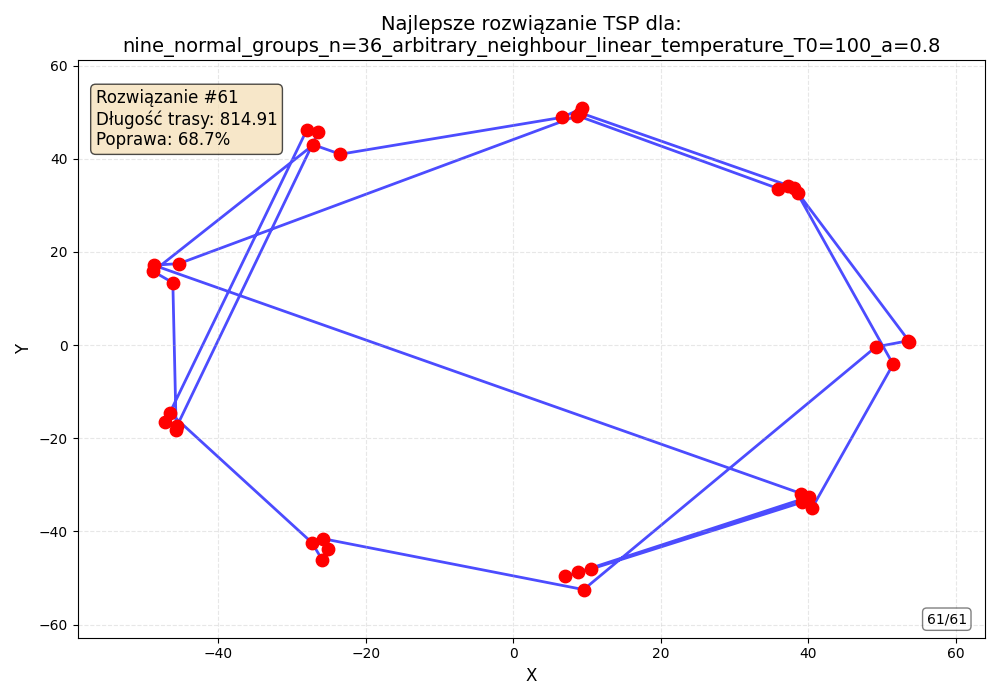 Najlepsze rozwiązanie TSP dla:
nine_normal_groups_n=36_arbitrary_neighbour_linear_temperature_T0=100_a=0.8
Rozwiązanie #61
Długość trasy: 814.91
Poprawa: 68.7%
60
40
20
0
−20
−40
−60
Y
61/61
−40
−20
0
20
40
60
X